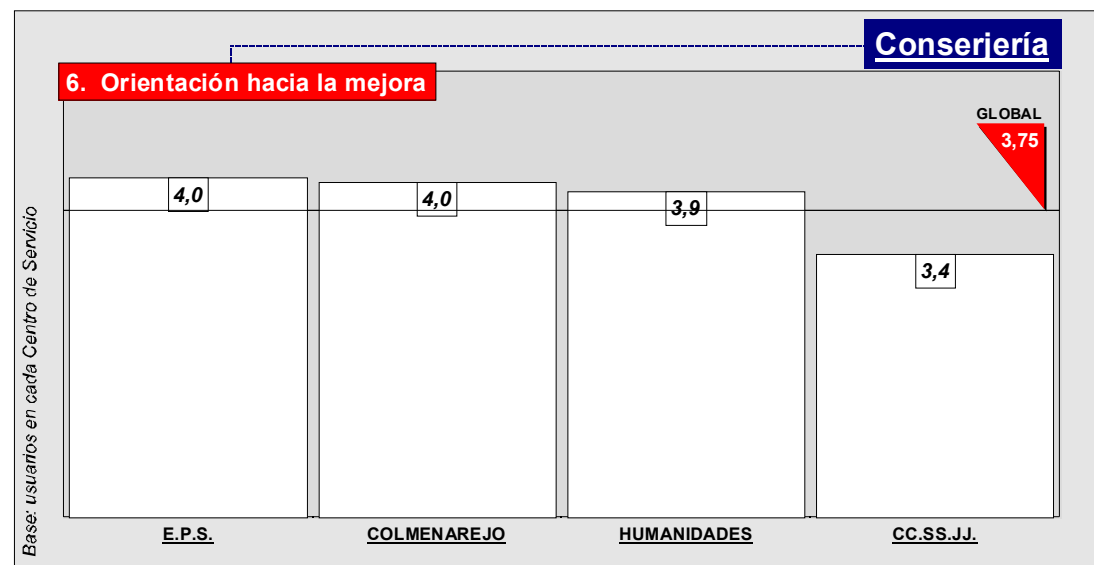 Conserjería
6. Orientación hacia la mejora
GLOBAL
3,75
4,0
4,0
3,9
3,4
Base: usuarios en cada Centro de Servicio
E.P.S.
COLMENAREJO
HUMANIDADES
CC.SS.JJ.